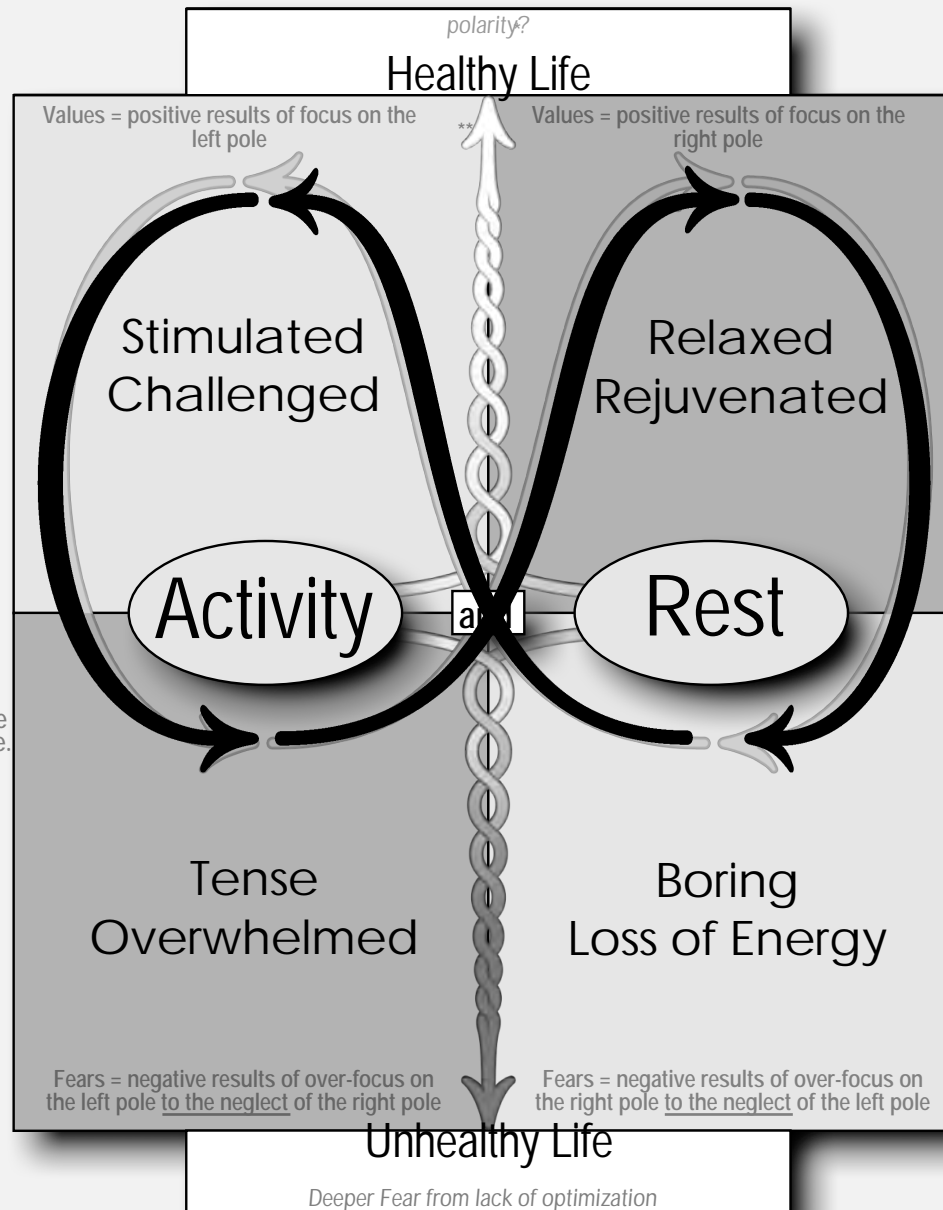 polarity?
Healthy Life
Values = positive results of focus on the
left pole
**
Values = positive results of focus on the
right pole
Stimulated
Challenged
Relaxed
Rejuvenated
Activity
and
Rest
e
e.
Tense
Overwhelmed
Boring
Loss of Energy
Fears = negative results of over-focus on
the left pole to the neglect of the right pole
Fears = negative results of over-focus on
the right pole to the neglect of the left pole
Unhealthy Life
Deeper Fear from lack of optimization